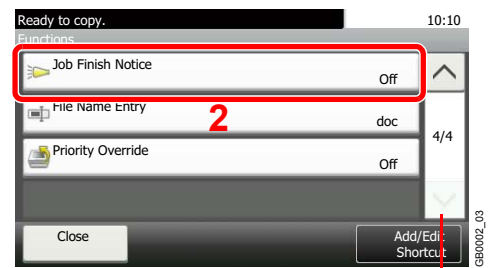 Ready to copy.
10:10
Functions
Job Finish Notice
Off
File Name Entry
doc
2
4/4
Priority Override
Off
Close
Add/Edit
Shortcut
GB0002_03